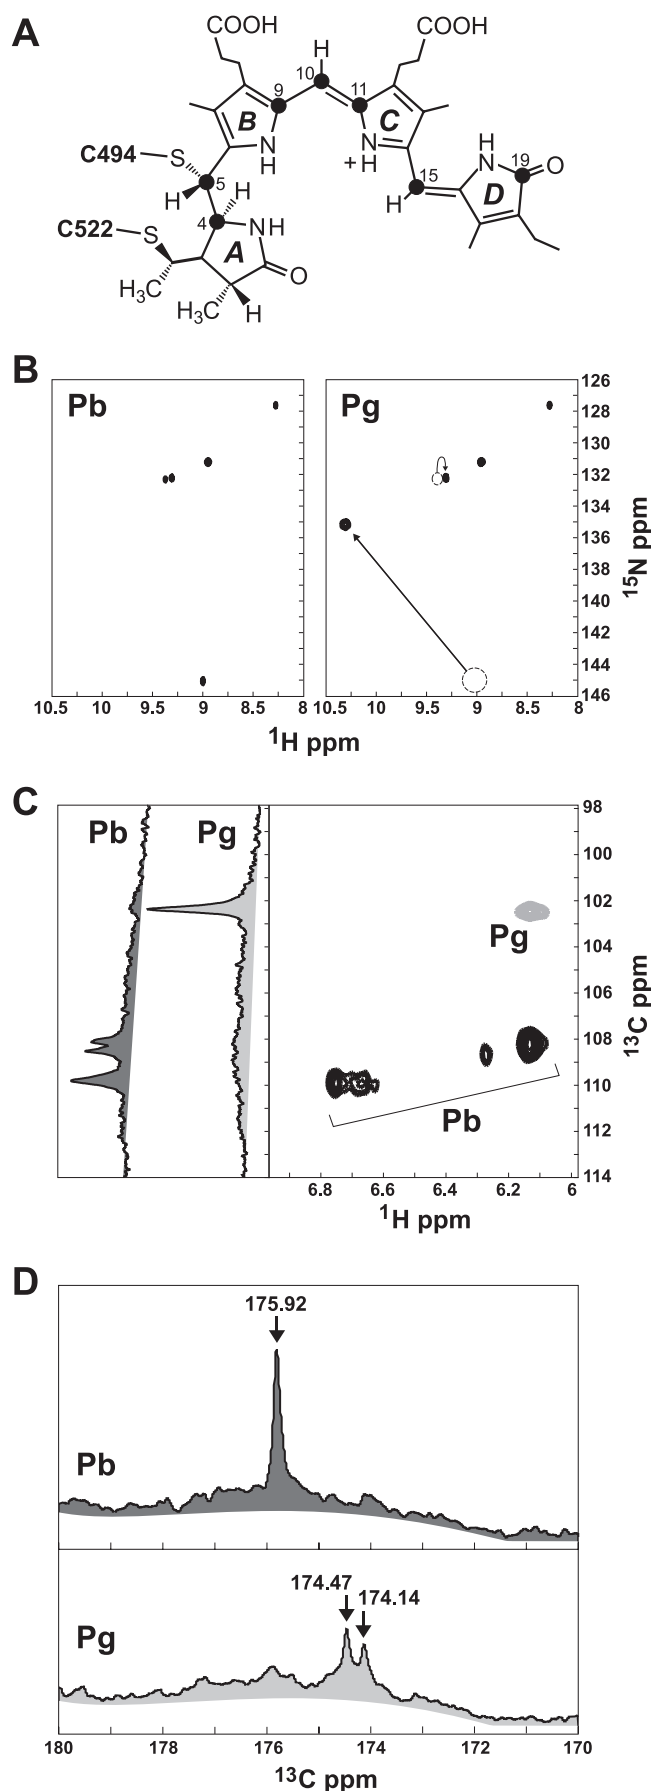 A
COOH
COOH
H
10
9
11
B
C
N
H
N
+ H
C494
S
5
H
H
15
H
NH
19
O
D
C522
S
4
NH
A
O
H₃C
H₃C
H
B
Pb
Pg
126
128
130
132
134
136
138
140
142
144
146
¹⁵N ppm
10.5 10 9.5 9 8.5 8
10.5 10 9.5 9 8.5 8
¹H ppm
C
Pb
Pg
Pg
Pb
98
100
102
104
106
108
110
112
114
¹³C ppm
6.8 6.6 6.4 6.2 6
¹H ppm
D
175.92
Pb
174.47
174.14
Pg
180 178 176 174 172 170
¹³C ppm